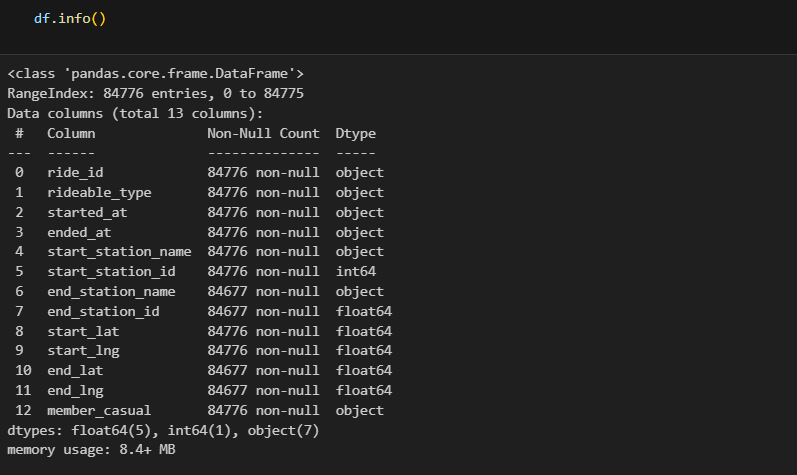 df.info()
<class 'pandas.core.frame.DataFrame'>
RangeIndex: 84776 entries, 0 to 84775
Data columns (total 13 columns):
 #   Column              Non-Null Count  Dtype
---  ------              --------------  -----
 0   ride_id             84776 non-null  object
 1   rideable_type       84776 non-null  object
 2   started_at          84776 non-null  object
 3   ended_at            84776 non-null  object
 4   start_station_name  84776 non-null  object
 5   start_station_id    84776 non-null  int64
 6   end_station_name    84677 non-null  object
 7   end_station_id      84677 non-null  float64
 8   start_lat           84776 non-null  float64
 9   start_lng           84776 non-null  float64
 10  end_lat             84677 non-null  float64
 11  end_lng             84677 non-null  float64
 12  member_casual       84776 non-null  object
dtypes: float64(5), int64(1), object(7)
memory usage: 8.4+ MB